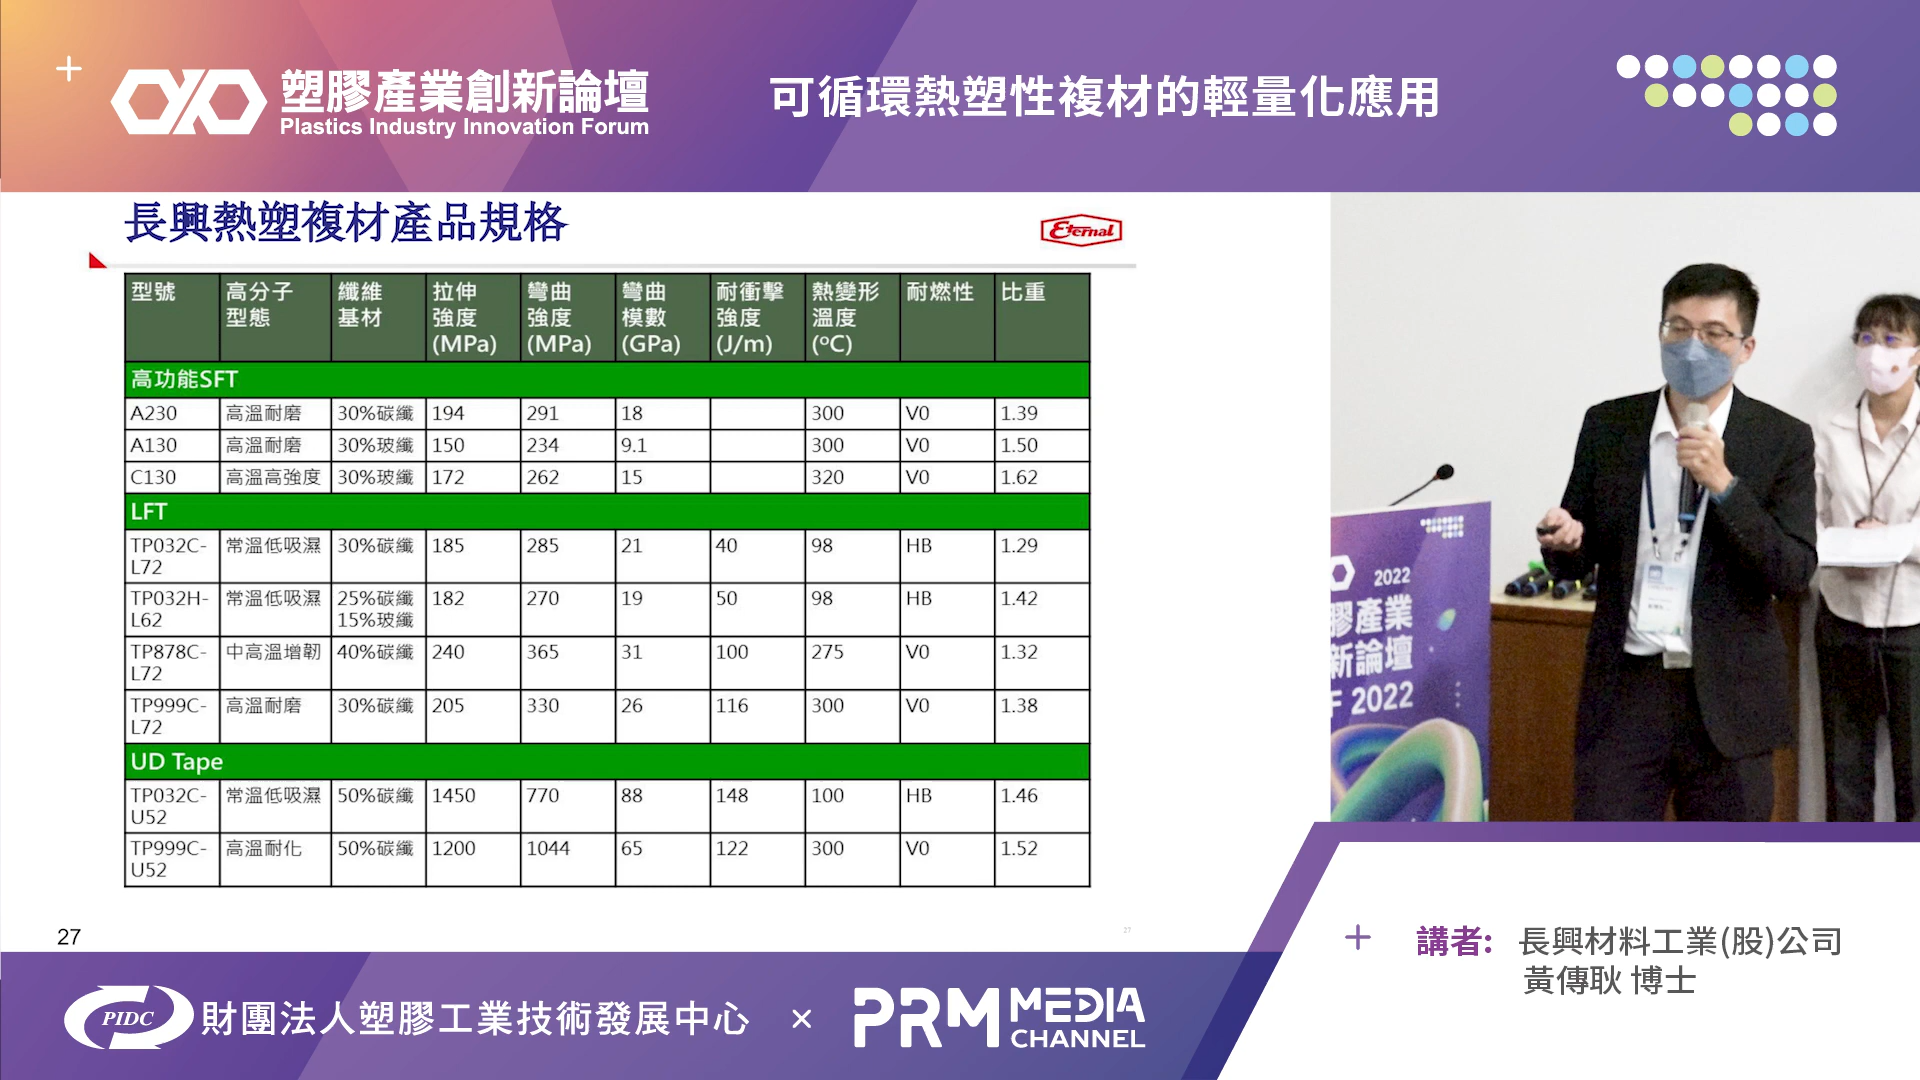 塑膠產業創新論壇
Plastics Industry Innovation Forum
可循環熱塑性複材的輕量化應用
長興熱塑複材產品規格
Eternal
型號 高分子型態 纖維基材 拉伸強度(MPa) 彎曲強度(MPa) 彎曲模數(GPa) 耐衝擊強度(J/m) 熱變形溫度(ºC) 耐燃性 比重
高功能SFT
A230 高溫耐磨 30%碳纖 194 291 18 300 V0 1.39
A130 高溫耐磨 30%玻纖 150 234 9.1 300 V0 1.50
C130 高溫高強度 30%玻纖 172 262 15 320 V0 1.62
LFT
TP032C-L72 常溫低吸濕 30%碳纖 185 285 21 40 98 HB 1.29
TP032H-L62 常溫低吸濕 25%碳纖 15%玻纖 182 270 19 50 98 HB 1.42
TP878C-L72 中高溫增韌 40%碳纖 240 365 31 100 275 V0 1.32
TP999C-L72 高溫耐磨 30%碳纖 205 330 26 116 300 V0 1.38
UD Tape
TP032C-U52 常溫低吸濕 50%碳纖 1450 770 88 148 100 HB 1.46
TP999C-U52 高溫耐化 50%碳纖 1200 1044 65 122 300 V0 1.52
27
27
2022
膠產業
新論壇
F 2022
講者: 長興材料工業(股)公司
黃傳耿 博士
PIDC 財團法人塑膠工業技術發展中心 × PRM MEDIA CHANNEL